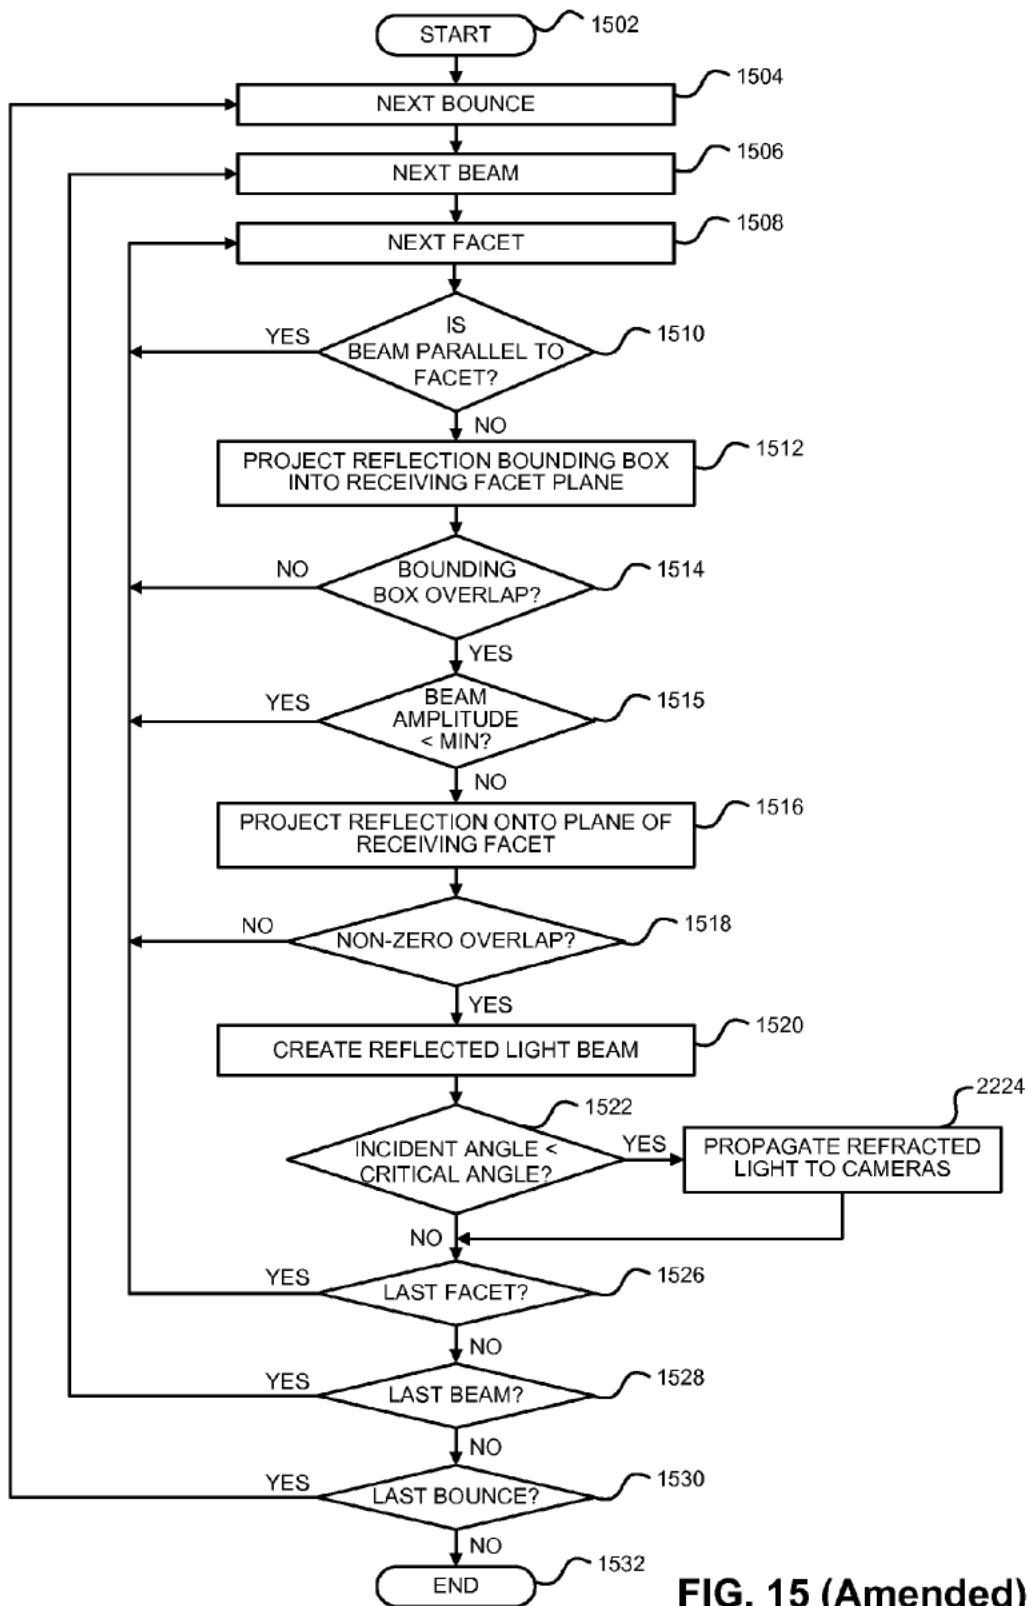 START
1502
1504
NEXT BOUNCE
1506
NEXT BEAM
1508
NEXT FACET
IS
BEAM PARALLEL TO
FACET?
1510
YES
NO
PROJECT REFLECTION BOUNDING BOX
INTO RECEIVING FACET PLANE
1512
BOUNDING
BOX OVERLAP?
1514
NO
YES
BEAM
AMPLITUDE
< MIN?
1515
YES
NO
PROJECT REFLECTION ONTO PLANE OF
RECEIVING FACET
1516
NON-ZERO OVERLAP?
1518
NO
YES
CREATE REFLECTED LIGHT BEAM
1520
INCIDENT ANGLE <
CRITICAL ANGLE?
1522
YES
2224
PROPAGATE REFRACTED
LIGHT TO CAMERAS
NO
LAST FACET?
1526
YES
NO
LAST BEAM?
1528
YES
NO
LAST BOUNCE?
1530
YES
NO
END
1532
FIG. 15 (Amended)